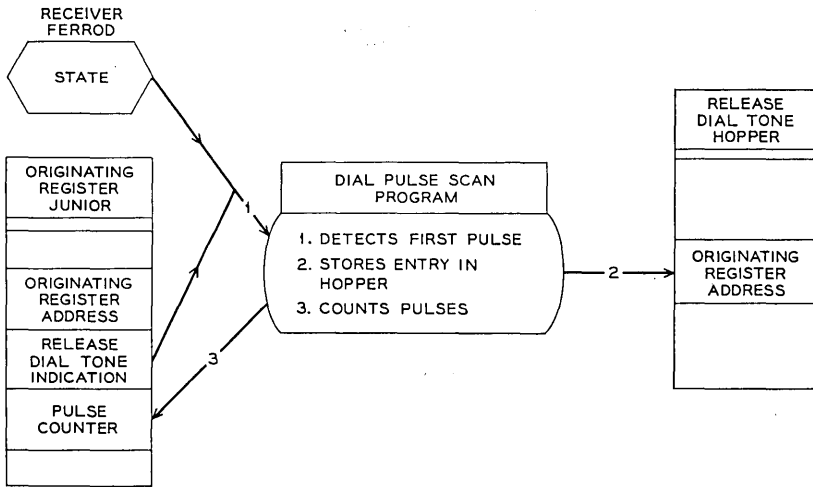 RECEIVER
FERROD
STATE
ORIGINATING
REGISTER
JUNIOR
ORIGINATING
REGISTER
ADDRESS
RELEASE
DIAL TONE
INDICATION
PULSE
COUNTER
1
3
DIAL PULSE SCAN
PROGRAM
1. DETECTS FIRST PULSE
2. STORES ENTRY IN
HOPPER
3. COUNTS PULSES
2
RELEASE
DIAL TONE
HOPPER
ORIGINATING
REGISTER
ADDRESS